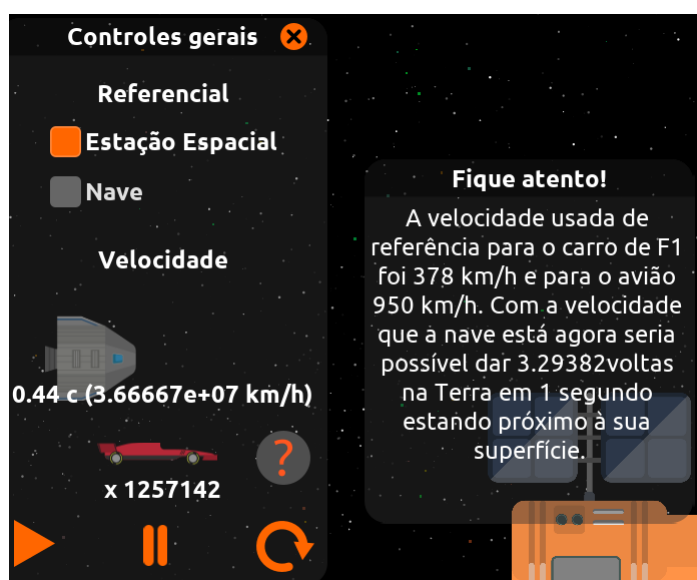 Controles gerais
Referencial
Estação Espacial
Nave
Velocidade
0.44 c (3.66667e+07 km/h)
?
x 1257142
Fique atento!
A velocidade usada de
referência para o carro de F1
foi 378 km/h e para o avião
950 km/h. Com a velocidade
que a nave está agora seria
possível dar 3.29382voltas
na Terra em 1 segundo
estando próximo à sua
superfície.